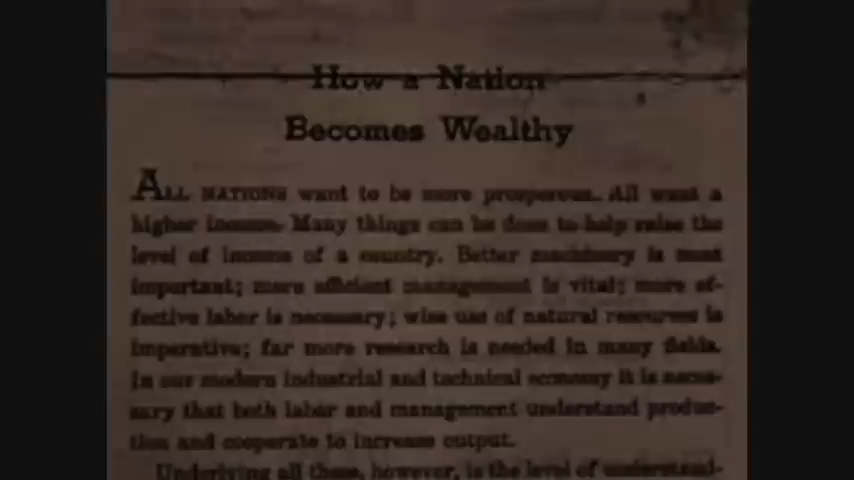 How a Nation
Becomes Wealthy
ALL NATIONS want to be more prosperous. All want a
higher income. Many things can be done to help raise the
level of income of a country. Better machinery is most
important; more efficient management is vital; more ef-
fective labor is necessary; wise use of natural resources is
imperative; far more research is needed in many fields.
In our modern industrial and technical economy it is neces-
sary that both labor and management understand produc-
tion and cooperate to increase output.
Underlying all these, however, is the level of understand-